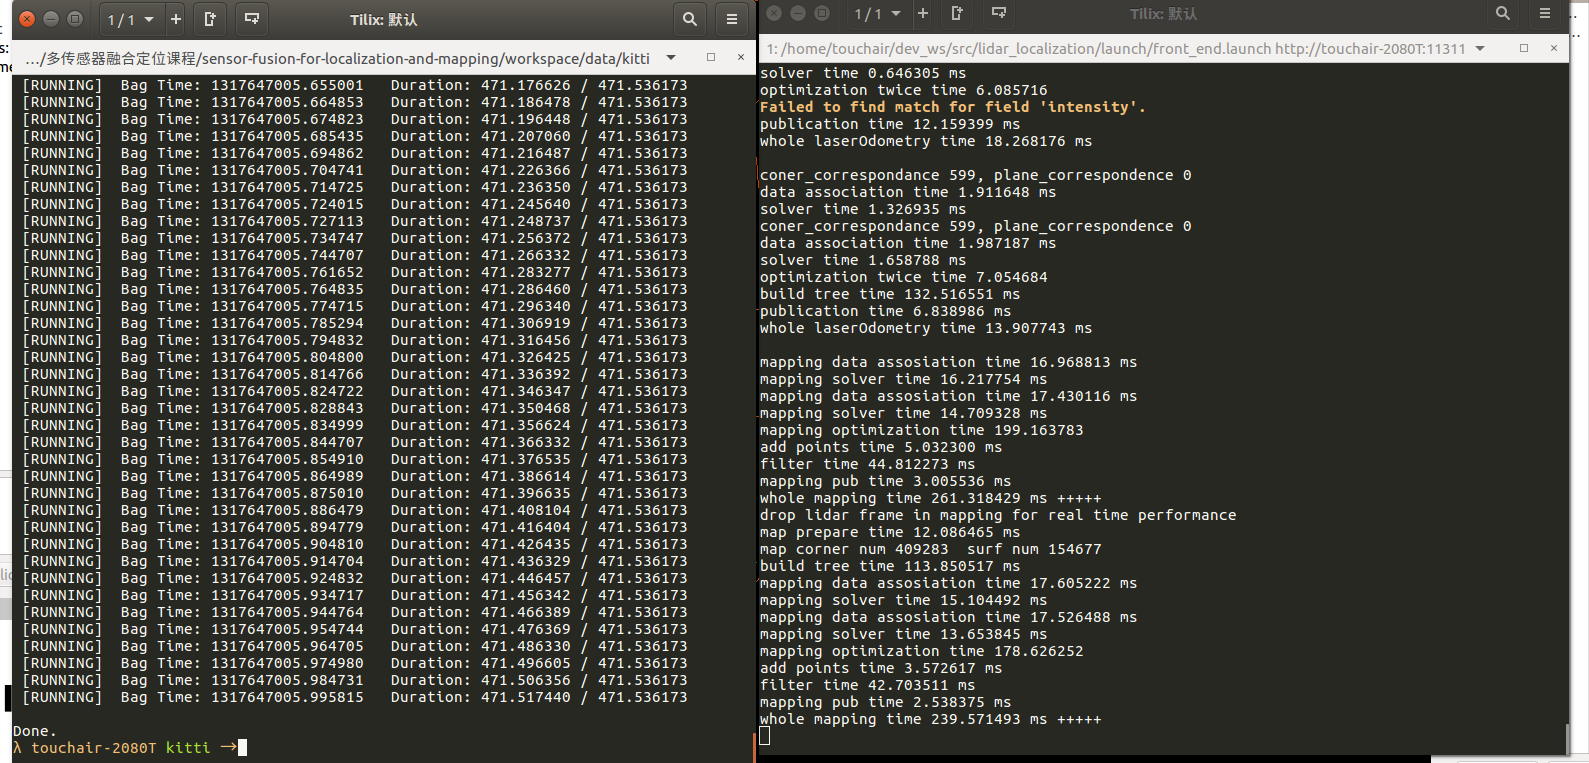 1 / 1
Tilix: 默认
.../多传感器融合定位课程/sensor-fusion-for-localization-and-mapping/workspace/data/kitti
[RUNNING]  Bag Time: 1317647005.655001   Duration: 471.176626 / 471.536173
[RUNNING]  Bag Time: 1317647005.664853   Duration: 471.186478 / 471.536173
[RUNNING]  Bag Time: 1317647005.674823   Duration: 471.196448 / 471.536173
[RUNNING]  Bag Time: 1317647005.685435   Duration: 471.207060 / 471.536173
[RUNNING]  Bag Time: 1317647005.694862   Duration: 471.216487 / 471.536173
[RUNNING]  Bag Time: 1317647005.704741   Duration: 471.226366 / 471.536173
[RUNNING]  Bag Time: 1317647005.714725   Duration: 471.236350 / 471.536173
[RUNNING]  Bag Time: 1317647005.724015   Duration: 471.245640 / 471.536173
[RUNNING]  Bag Time: 1317647005.727113   Duration: 471.248737 / 471.536173
[RUNNING]  Bag Time: 1317647005.734747   Duration: 471.256372 / 471.536173
[RUNNING]  Bag Time: 1317647005.744707   Duration: 471.266332 / 471.536173
[RUNNING]  Bag Time: 1317647005.761652   Duration: 471.283277 / 471.536173
[RUNNING]  Bag Time: 1317647005.764835   Duration: 471.286460 / 471.536173
[RUNNING]  Bag Time: 1317647005.774715   Duration: 471.296340 / 471.536173
[RUNNING]  Bag Time: 1317647005.785294   Duration: 471.306919 / 471.536173
[RUNNING]  Bag Time: 1317647005.794832   Duration: 471.316456 / 471.536173
[RUNNING]  Bag Time: 1317647005.804800   Duration: 471.326425 / 471.536173
[RUNNING]  Bag Time: 1317647005.814766   Duration: 471.336392 / 471.536173
[RUNNING]  Bag Time: 1317647005.824722   Duration: 471.346347 / 471.536173
[RUNNING]  Bag Time: 1317647005.828843   Duration: 471.350468 / 471.536173
[RUNNING]  Bag Time: 1317647005.834999   Duration: 471.356624 / 471.536173
[RUNNING]  Bag Time: 1317647005.844707   Duration: 471.366332 / 471.536173
[RUNNING]  Bag Time: 1317647005.854910   Duration: 471.376535 / 471.536173
[RUNNING]  Bag Time: 1317647005.864989   Duration: 471.386614 / 471.536173
[RUNNING]  Bag Time: 1317647005.875010   Duration: 471.396635 / 471.536173
[RUNNING]  Bag Time: 1317647005.886479   Duration: 471.408104 / 471.536173
[RUNNING]  Bag Time: 1317647005.894779   Duration: 471.416404 / 471.536173
[RUNNING]  Bag Time: 1317647005.904810   Duration: 471.426435 / 471.536173
[RUNNING]  Bag Time: 1317647005.914704   Duration: 471.436329 / 471.536173
[RUNNING]  Bag Time: 1317647005.924832   Duration: 471.446457 / 471.536173
[RUNNING]  Bag Time: 1317647005.934717   Duration: 471.456342 / 471.536173
[RUNNING]  Bag Time: 1317647005.944764   Duration: 471.466389 / 471.536173
[RUNNING]  Bag Time: 1317647005.954744   Duration: 471.476369 / 471.536173
[RUNNING]  Bag Time: 1317647005.964705   Duration: 471.486330 / 471.536173
[RUNNING]  Bag Time: 1317647005.974980   Duration: 471.496605 / 471.536173
[RUNNING]  Bag Time: 1317647005.984731   Duration: 471.506356 / 471.536173
[RUNNING]  Bag Time: 1317647005.995815   Duration: 471.517440 / 471.536173
Done.
λ touchair-2080T kitti →
1 / 1
Tilix: 默认
1: /home/touchair/dev_ws/src/lidar_localization/launch/front_end.launch http://touchair-2080T:11311
solver time 0.646305 ms
optimization twice time 6.085716
Failed to find match for field 'intensity'.
publication time 12.159399 ms
whole laserOdometry time 18.268176 ms
coner_correspondance 599, plane_correspondence 0
data association time 1.911648 ms
solver time 1.326935 ms
coner_correspondance 599, plane_correspondence 0
data association time 1.987187 ms
solver time 1.658788 ms
optimization twice time 7.054684
build tree time 132.516551 ms
publication time 6.838986 ms
whole laserOdometry time 13.907743 ms
mapping data assosiation time 16.968813 ms
mapping solver time 16.217754 ms
mapping data assosiation time 17.430116 ms
mapping solver time 14.709328 ms
mapping optimization time 199.163783
add points time 5.032300 ms
filter time 44.812273 ms
mapping pub time 3.005536 ms
whole mapping time 261.318429 ms +++++
drop lidar frame in mapping for real time performance
map prepare time 12.086465 ms
map corner num 409283  surf num 154677
build tree time 113.850517 ms
mapping data assosiation time 17.605222 ms
mapping solver time 15.104492 ms
mapping data assosiation time 17.526488 ms
mapping solver time 13.653845 ms
mapping optimization time 178.626252
add points time 3.572617 ms
filter time 42.703511 ms
mapping pub time 2.538375 ms
whole mapping time 239.571493 ms +++++